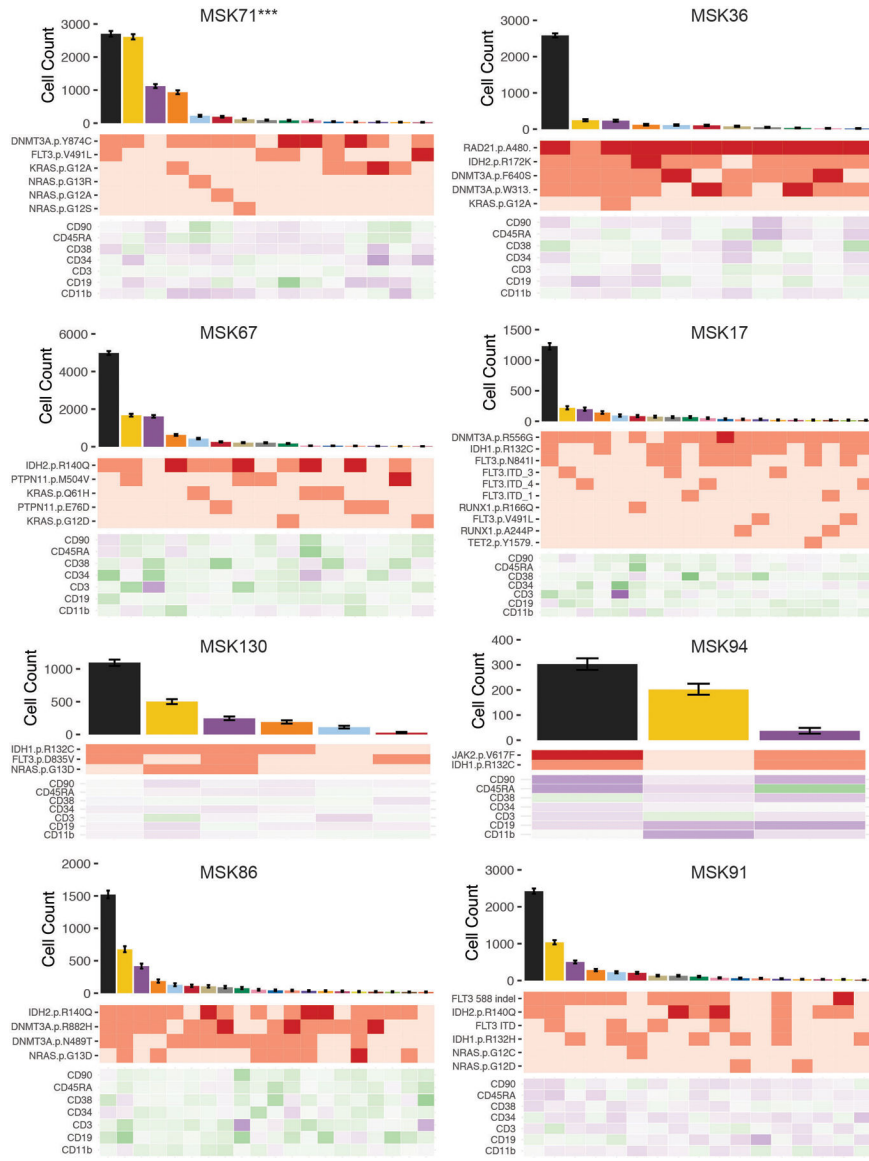 MSK71***
Cell Count
3000
2000
1000
0
DNMT3A.p.Y874C
FLT3.p.V491L
KRAS.p.G12A
NRAS.p.G13R
NRAS.p.G12A
NRAS.p.G12S
CD90
CD45RA
CD38
CD34
CD3
CD19
CD11b
MSK36
Cell Count
3000
2000
1000
0
RAD21.p.A480.
IDH2.p.R172K
DNMT3A.p.F640S
DNMT3A.p.W313.
KRAS.p.G12A
CD90
CD45RA
CD38
CD34
CD3
CD19
CD11b
MSK67
Cell Count
6000
4000
2000
0
IDH2.p.R140Q
PTPN11.p.M504V
KRAS.p.Q61H
PTPN11.p.E76D
KRAS.p.G12D
CD90
CD45RA
CD38
CD34
CD3
CD19
CD11b
MSK17
Cell Count
1500
1000
500
0
DNMT3A.p.R556G
IDH1.p.R132C
FLT3.p.N841I
FLT3.ITD_3
FLT3.ITD_4
FLT3.ITD_1
RUNX1.p.R166Q
FLT3.p.V491L
RUNX1.p.A244P
TET2.p.Y1579.
CD90
CD45RA
CD38
CD34
CD3
CD19
CD11b
MSK130
Cell Count
1000
500
0
IDH1.p.R132C
FLT3.p.D835V
NRAS.p.G13D
CD90
CD45RA
CD38
CD34
CD3
CD19
CD11b
MSK94
Cell Count
400
300
200
100
0
JAK2.p.V617F
IDH1.p.R132C
CD90
CD45RA
CD38
CD34
CD3
CD19
CD11b
MSK86
Cell Count
2000
1500
1000
500
0
IDH2.p.R140Q
DNMT3A.p.R882H
DNMT3A.p.N489T
NRAS.p.G13D
CD90
CD45RA
CD38
CD34
CD3
CD19
CD11b
MSK91
Cell Count
3000
2000
1000
0
FLT3 588 indel
IDH2.p.R140Q
FLT3 ITD
IDH1.p.R132H
NRAS.p.G12C
NRAS.p.G12D
CD90
CD45RA
CD38
CD34
CD3
CD19
CD11b